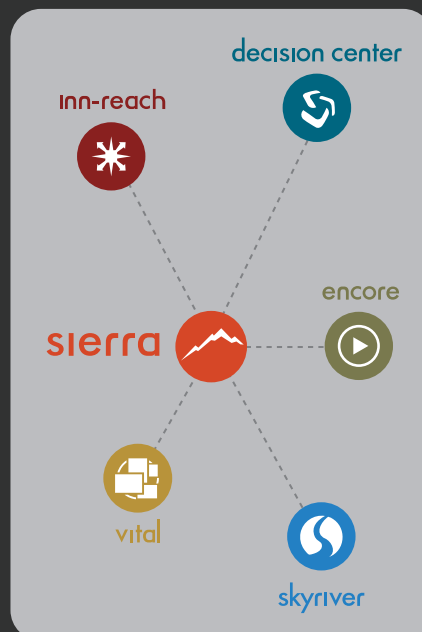 decision center
inn-reach
encore
sierra
vital
skyriver